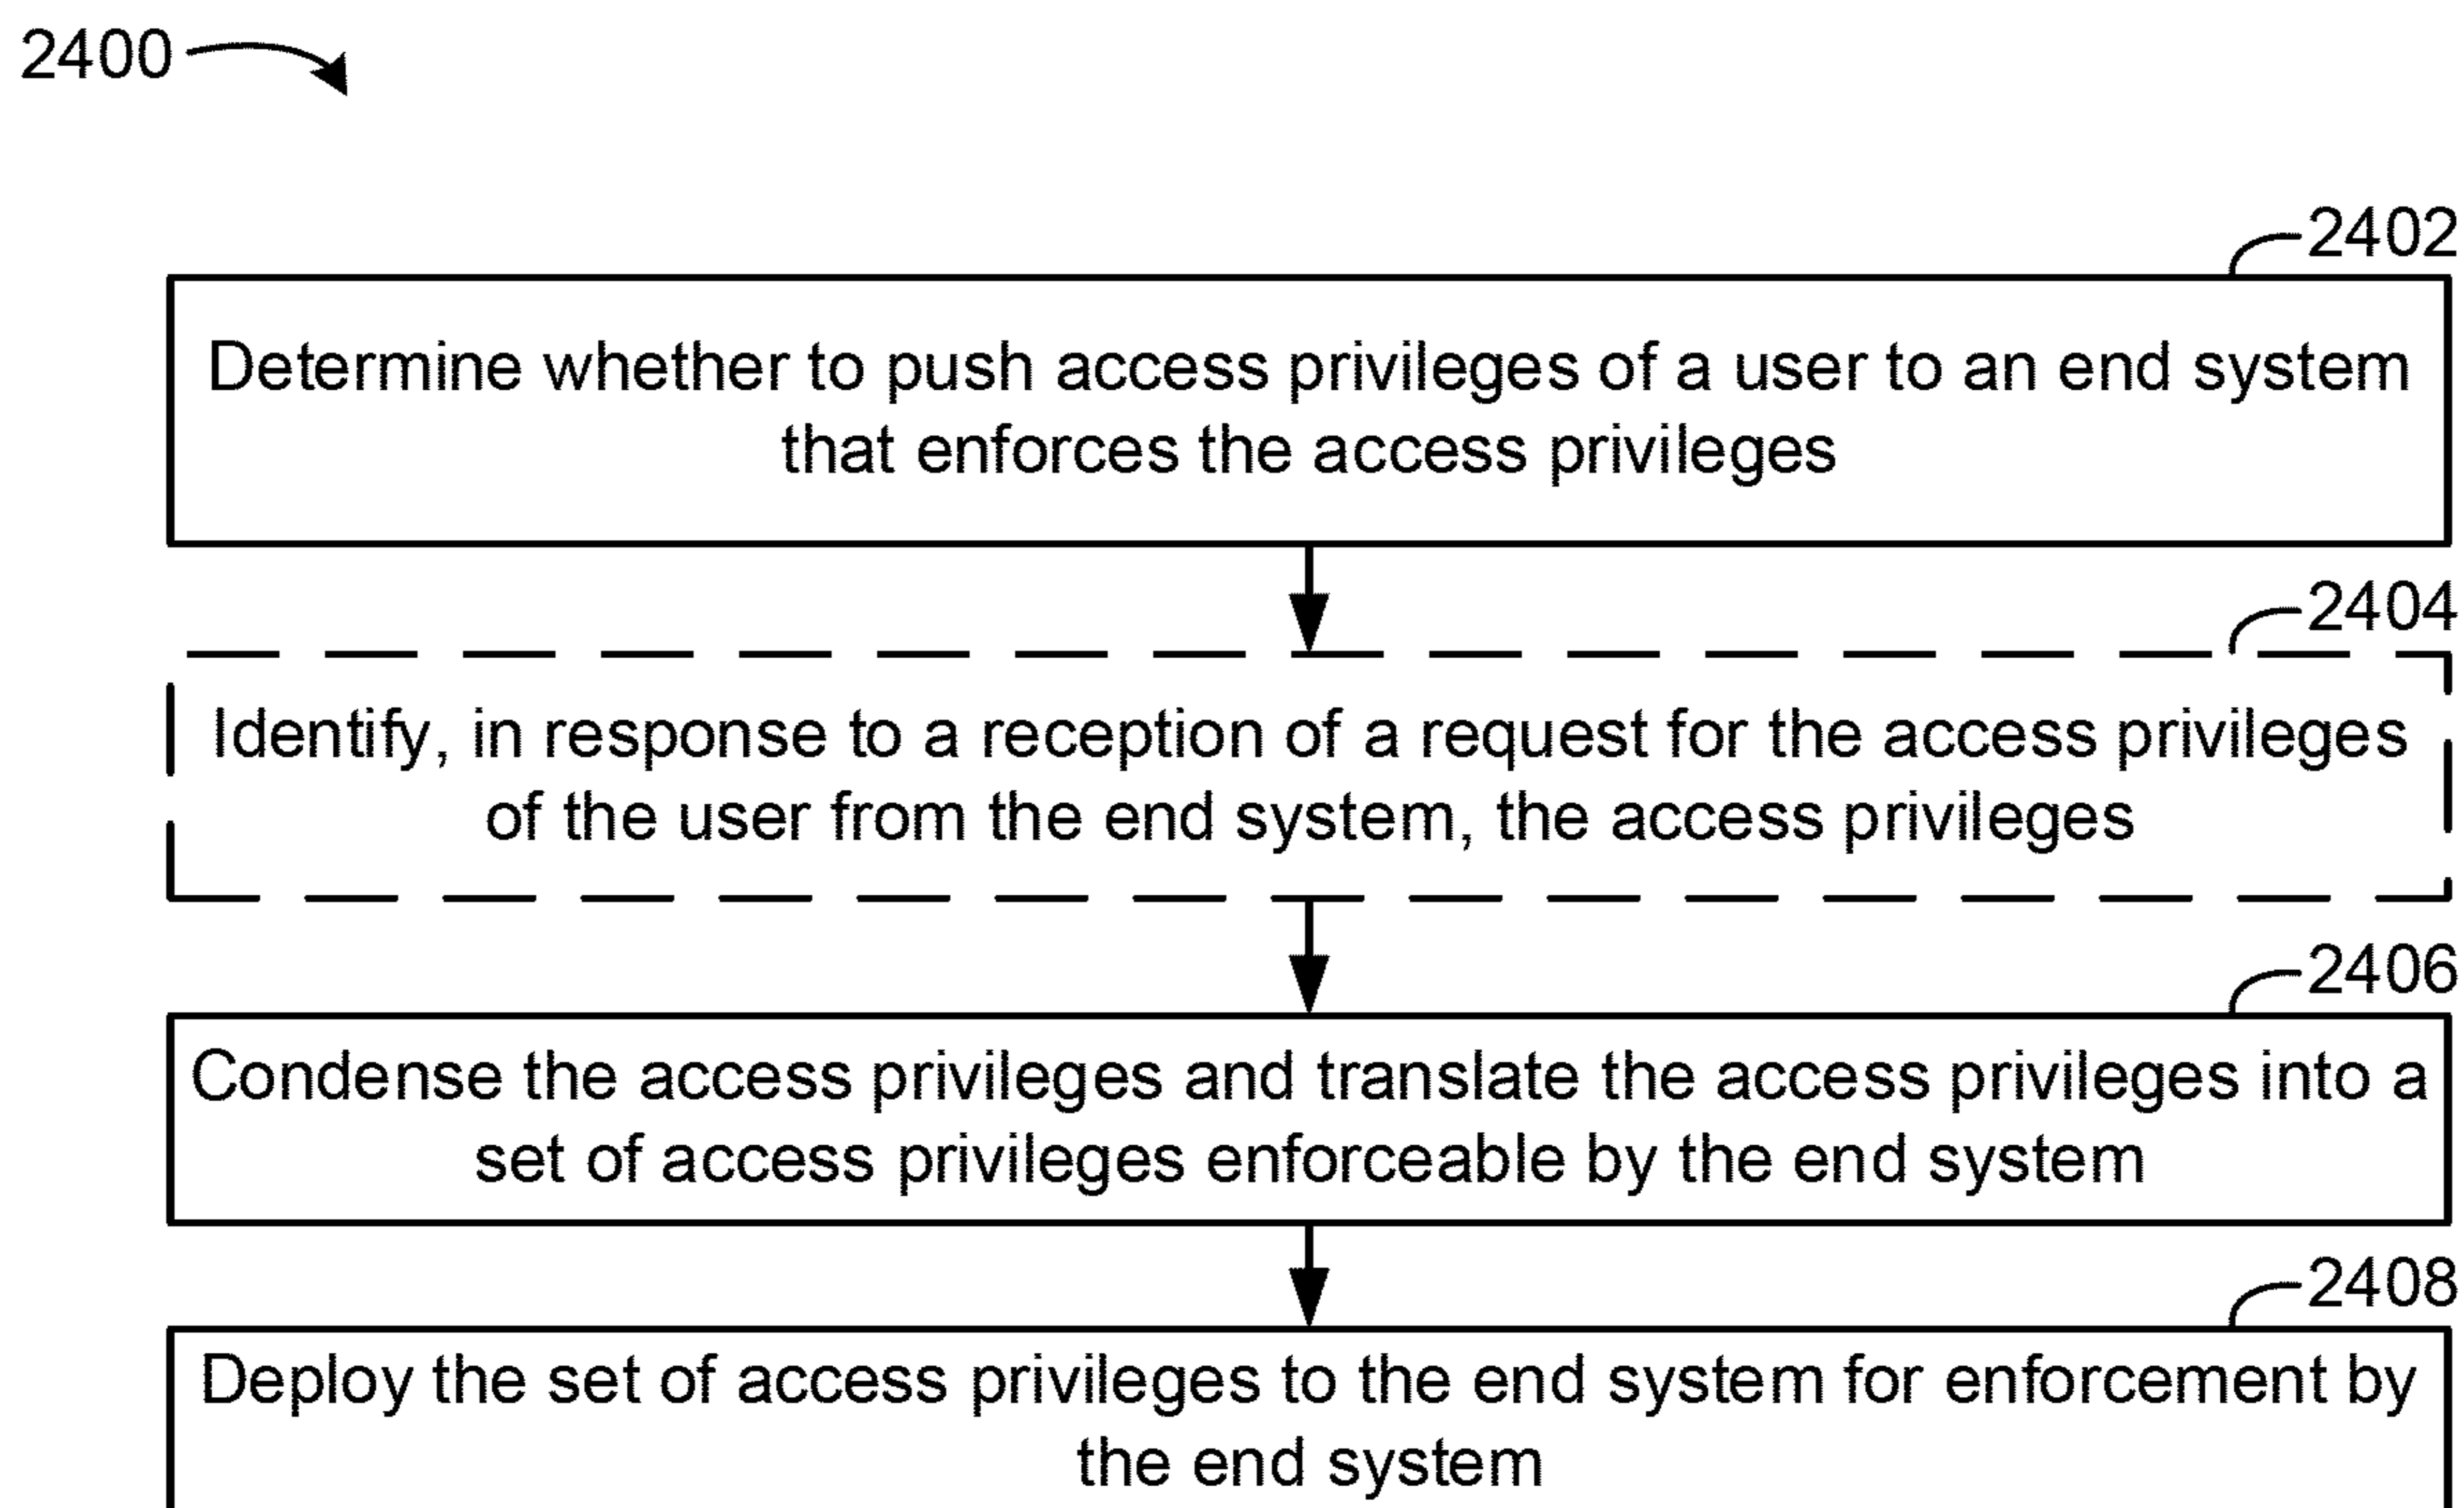 2400
2402
Determine whether to push access privileges of a user to an end system
that enforces the access privileges
2404
Identify, in response to a reception of a request for the access privileges
of the user from the end system, the access privileges
2406
Condense the access privileges and translate the access privileges into a
set of access privileges enforceable by the end system
2408
Deploy the set of access privileges to the end system for enforcement by
the end system